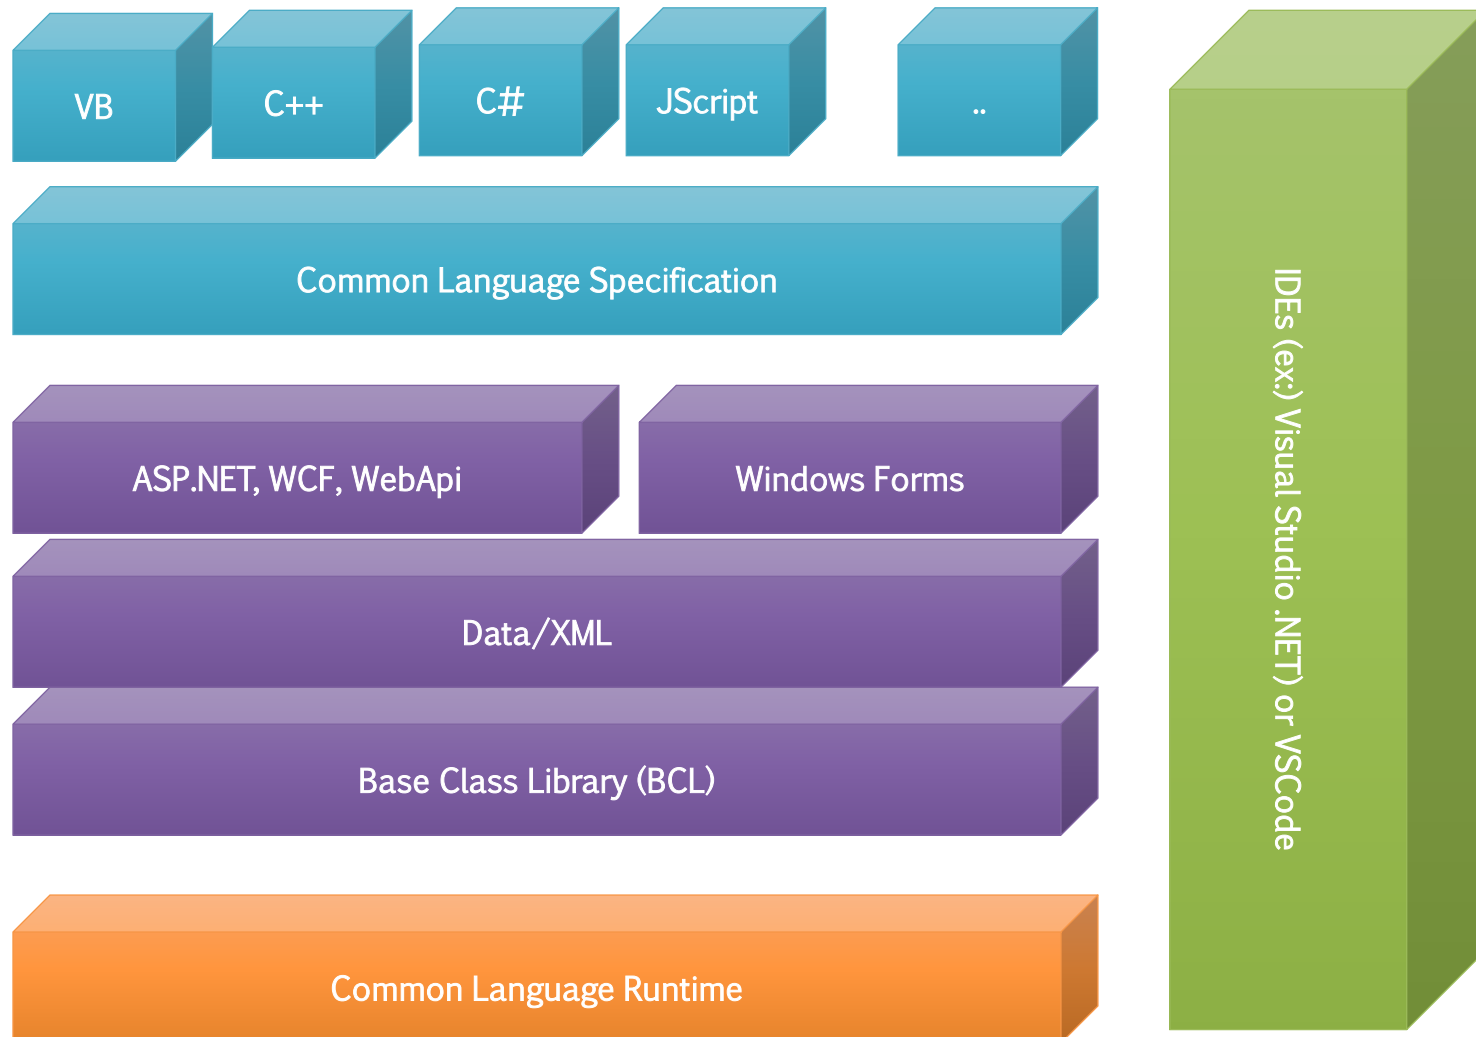 VB
C++
C#
JScript
..
Common Language Specification
ASP.NET, WCF, WebApi
Windows Forms
Data/XML
Base Class Library (BCL)
Common Language Runtime
IDEs (ex:) Visual Studio .NET) or VSCode